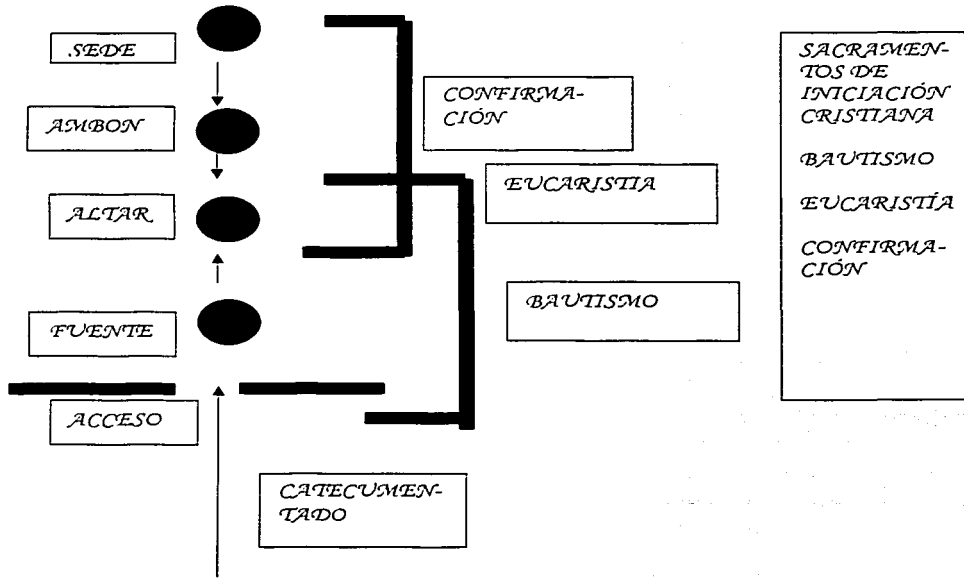 SEDE
AMBON
ALTAR
FUENTE
ACCESO
CONFIRMA-
CIÓN
EUCARISTIA
BAUTISMO
CATECUMEN-
TADO
SACRAMEN-
TOS DE
INICIACIÓN
CRISTIANA
BAUTISMO
EUCARISTÍA
CONFIRMA-
CIÓN